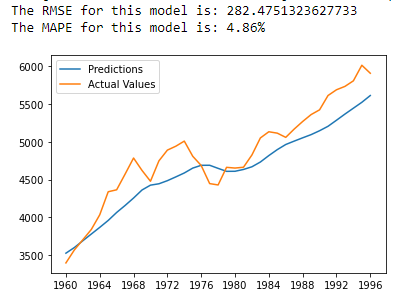 The RMSE for this model is: 282.4751323627733
The MAPE for this model is: 4.86%
Predictions
Actual Values
6000
5500
5000
4500
4000
3500
1960 1964 1968 1972 1976 1980 1984 1988 1992 1996